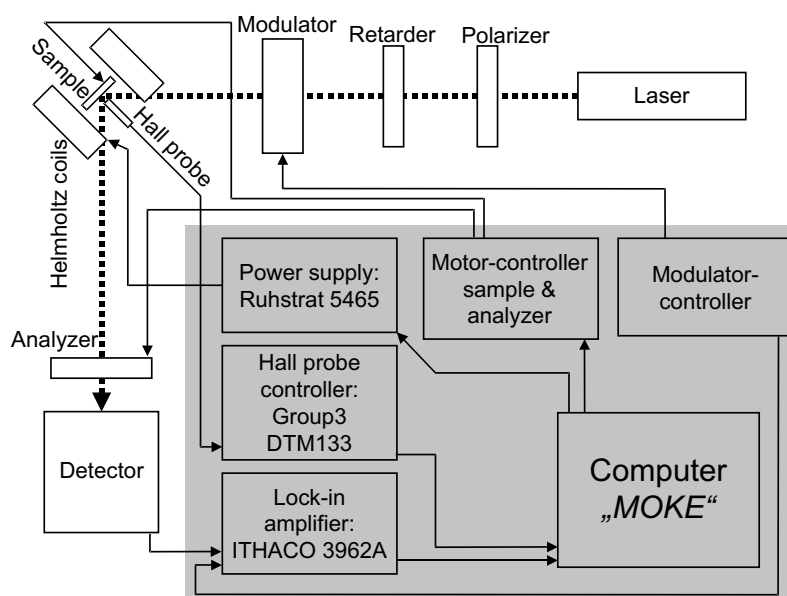 Modulator
Retarder
Polarizer
Laser
Sample
Hall probe
Helmholtz coils
Power supply:
Ruhstrat 5465
Motor-controller
sample &
analyzer
Modulator-
controller
Analyzer
Hall probe
controller:
Group3
DTM133
Detector
Lock-in
amplifier:
ITHACO 3962A
Computer
„MOKE“